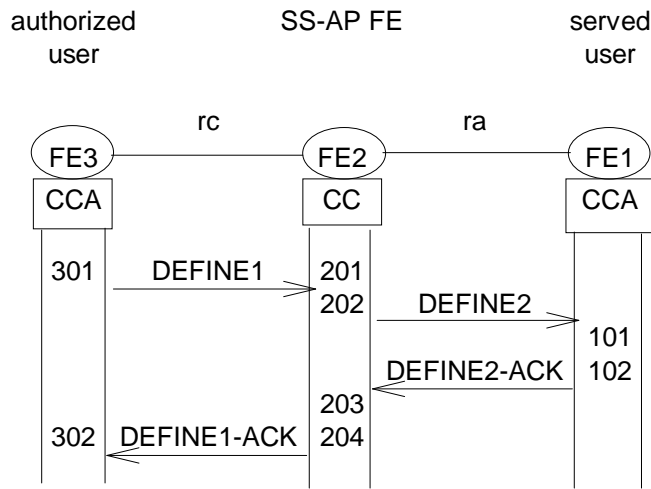 authorized user
SS-AP FE
served user
rc
ra
FE3
FE2
FE1
CCA
CC
CCA
301
DEFINE1
201
202
DEFINE2
101
DEFINE2-ACK
102
203
302
DEFINE1-ACK
204